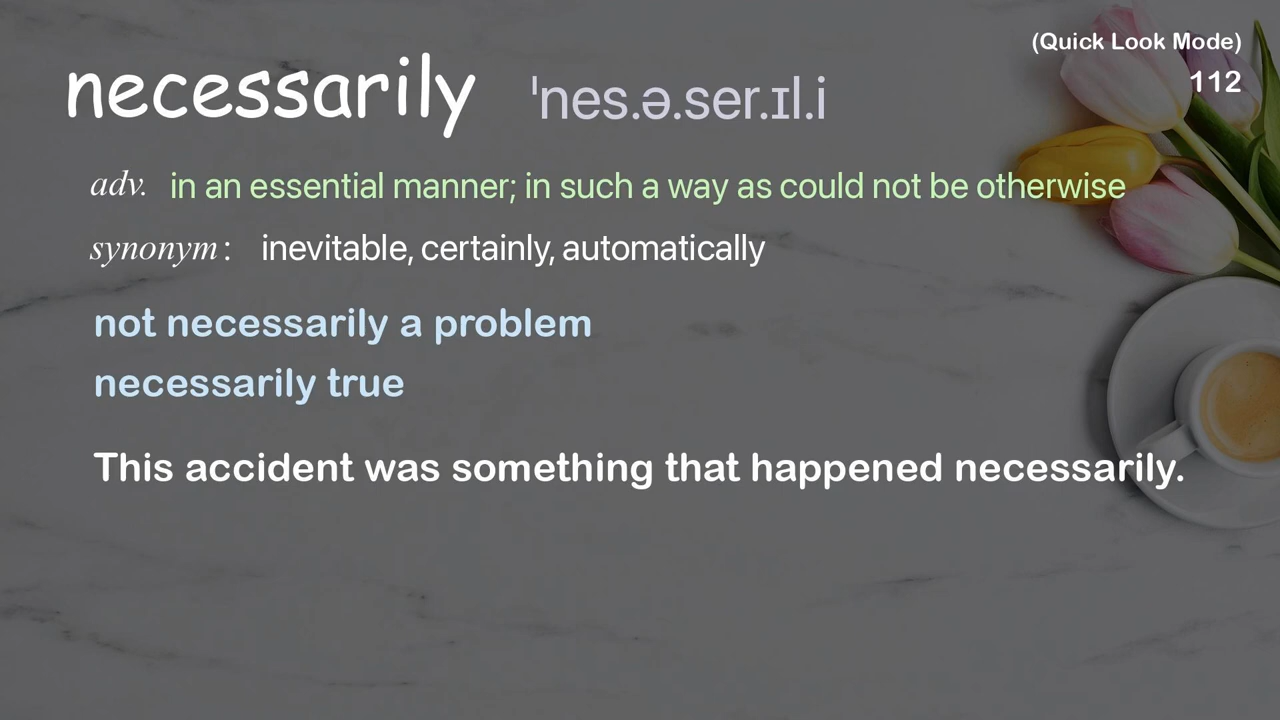 (Quick Look Mode)
necessarily ˈnes.ə.ser.ɪl.i
112
adv. in an essential manner; in such a way as could not be otherwise
synonym: inevitable, certainly, automatically
not necessarily a problem
necessarily true
This accident was something that happened necessarily.